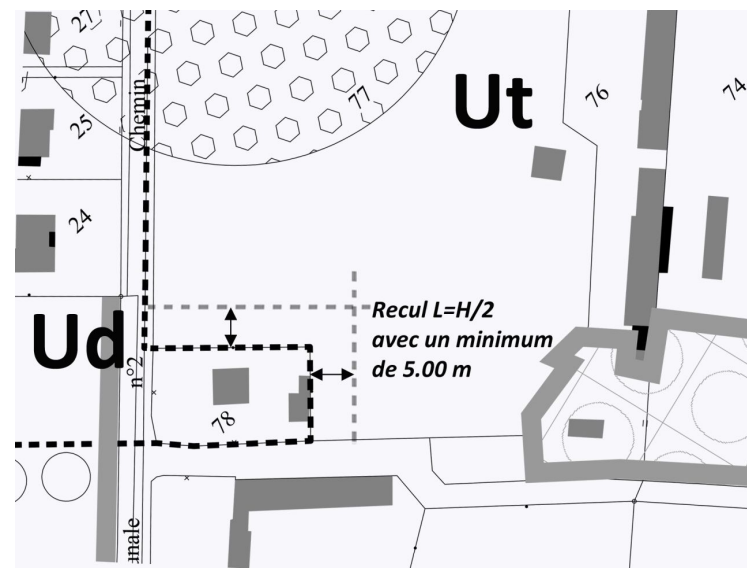 27
Chemin
77
Ut
76
74
25
24
Ud
n°2
Recul L=H/2
avec un minimum
de 5.00 m
78
nale